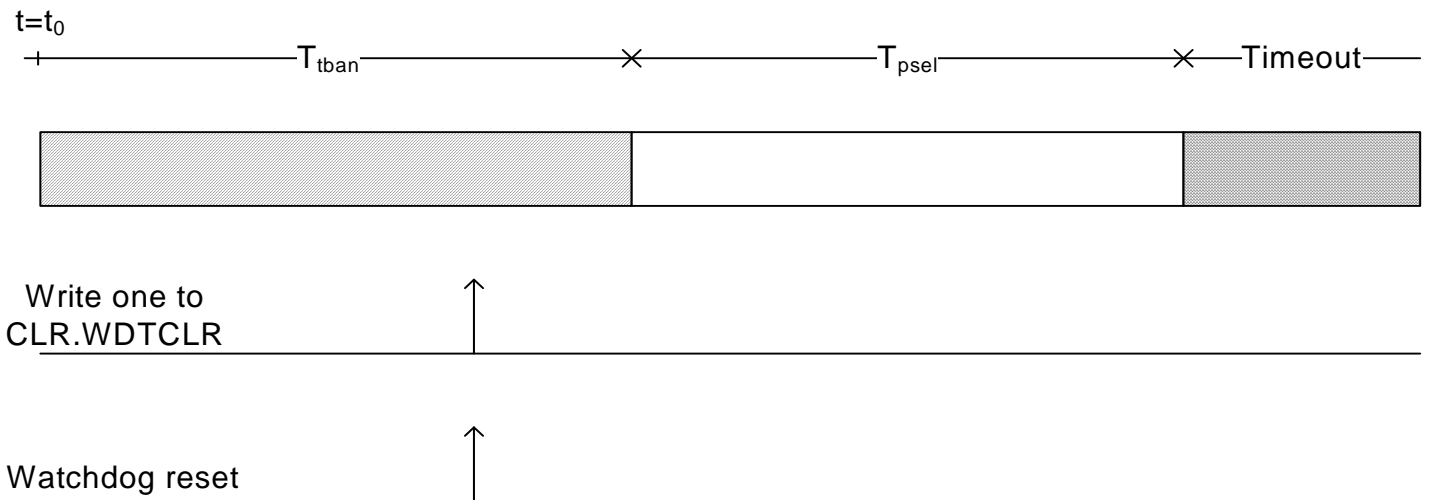 t=t₀
Tₜbₐₙ Tₚₛₑₗ Timeout
Write one to
CLR.WDTCLR
Watchdog reset